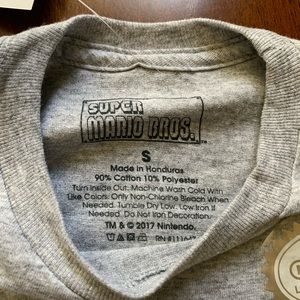 SUPER
MARIO BROS.
S
Made in Honduras
90% Cotton 10% Polyester
Turn Inside Out. Machine Wash Cold With
Like Colors. Only Non-Chlorine Bleach When
Needed. Tumble Dry Low. Low Iron If
Needed. Do Not Iron Decoration.
TM & © 2017 Nintendo.